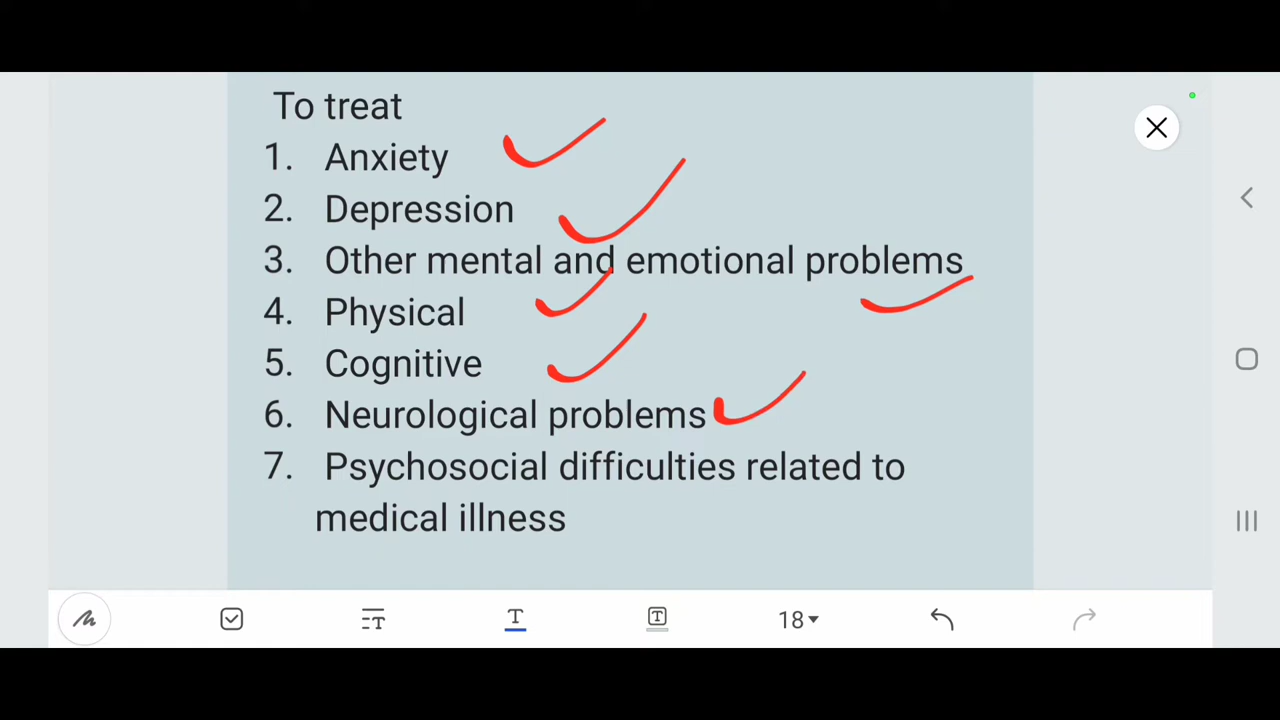 To treat
1. Anxiety
2. Depression
3. Other mental and emotional problems
4. Physical
5. Cognitive
6. Neurological problems
7. Psychosocial difficulties related to
medical illness
18